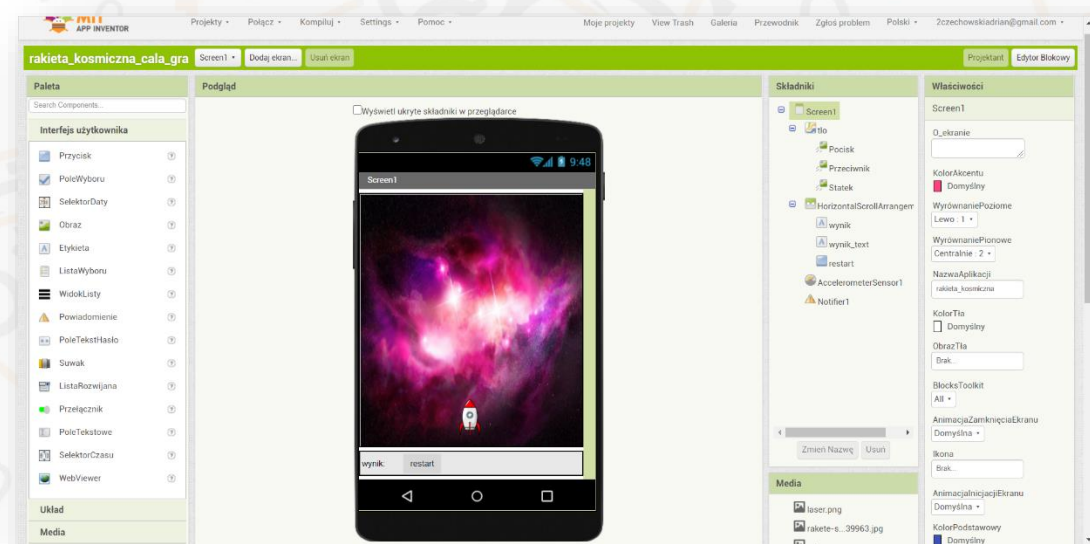 MIT
APP INVENTOR
Projekty
Połącz
Kompiluj
Settings
Pomoc
Moje projekty
View Trash
Galeria
Przewodnik
Zgłoś problem
Polski
2czechowskiadrian@gmail.com
rakieta_kosmiczna_cala_gra
Screen1
Dodaj ekran...
Usuń ekran
Projektant
Edytor Blokowy
Paleta
Search Components...
Interfejs użytkownika
Przycisk
PoleWyboru
SelektorDaty
Obraz
Etykieta
ListaWyboru
WidokListy
Powiadomienie
PoleTekstHasło
Suwak
ListaRozwijana
Przełącznik
PoleTekstowe
SelektorCzasu
WebViewer
Układ
Media
Podgląd
Wyświetl ukryte składniki w przeglądarce
9:48
Screen1
wynik:
restart
Składniki
Screen1
tlo
Pocisk
Przeciwnik
Statek
HorizontalScrollArrangem
wynik
wynik_text
restart
AccelerometerSensor1
Notifier1
Zmień Nazwę
Usuń
Media
laser.png
rakete-s...39963.jpg
Właściwości
Screen1
O_ekranie
KolorAkcentu
Domyślny
WyrównaniePoziome
Lewo : 1
WyrównaniePionowe
Centralnie : 2
NazwaAplikacji
rakieta_kosmiczna
KolorTła
Domyślny
ObrazTła
Brak...
BlocksToolkit
All
AnimacjaZamknięciaEkranu
Domyślna
Ikona
Brak...
AnimacjaInicjacjiEkranu
Domyślna
KolorPodstawowy
Domyślny